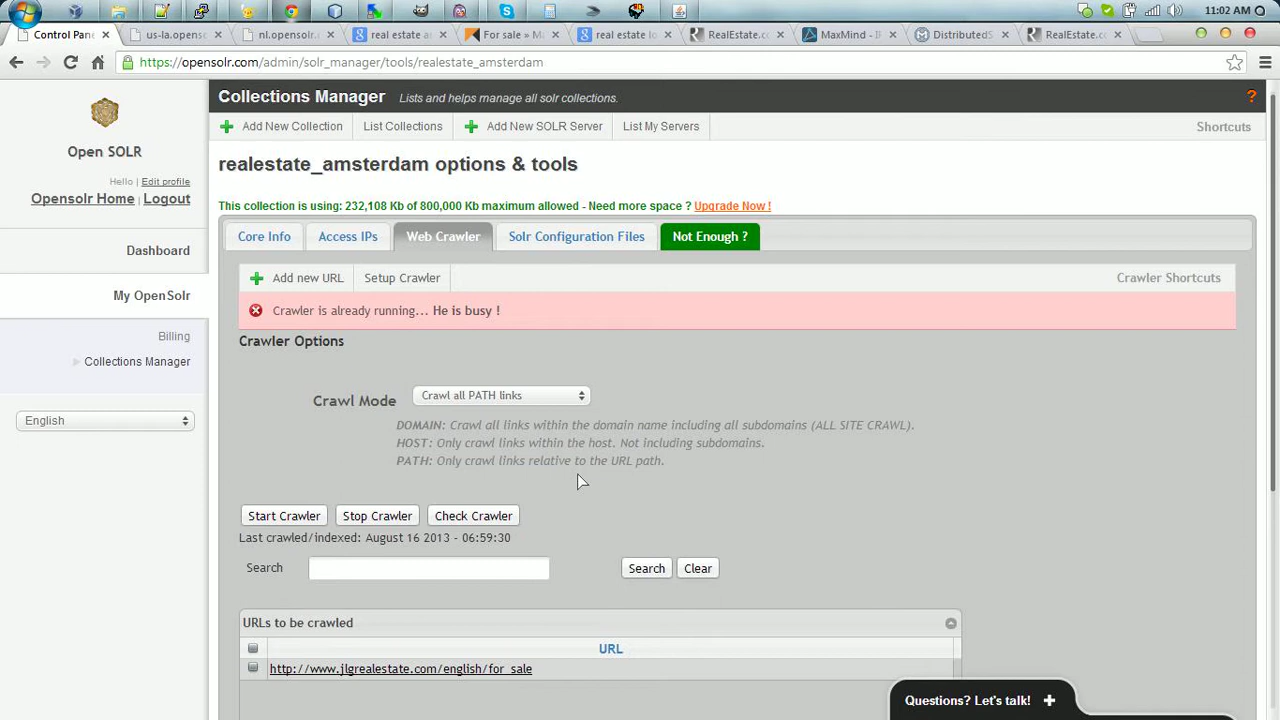 11:02 AM
Control Pane
us-la.openso
nl.opensolr.
real estate ar
For sale » M
real estate lo
RealEstate.co
MaxMind - IP
DistributedS
RealEstate.co
https://opensolr.com/admin/solr_manager/tools/realestate_amsterdam
Collections Manager Lists and helps manage all solr collections. ?
Add New Collection List Collections Add New SOLR Server List My Servers Shortcuts
Open SOLR
Hello | Edit profile
Opensolr Home | Logout
Dashboard
My OpenSolr
Billing
Collections Manager
English
realestate_amsterdam options & tools
This collection is using: 232,108 Kb of 800,000 Kb maximum allowed - Need more space ? Upgrade Now !
Core Info Access IPs Web Crawler Solr Configuration Files Not Enough ?
Add new URL Setup Crawler Crawler Shortcuts
Crawler is already running... He is busy !
Crawler Options
Crawl Mode Crawl all PATH links
DOMAIN: Crawl all links within the domain name including all subdomains (ALL SITE CRAWL).
HOST: Only crawl links within the host. Not including subdomains.
PATH: Only crawl links relative to the URL path.
Start Crawler Stop Crawler Check Crawler
Last crawled/indexed: August 16 2013 - 06:59:30
Search Search Clear
URLs to be crawled
URL
http://www.jlgrealestate.com/english/for_sale
Questions? Let's talk! +